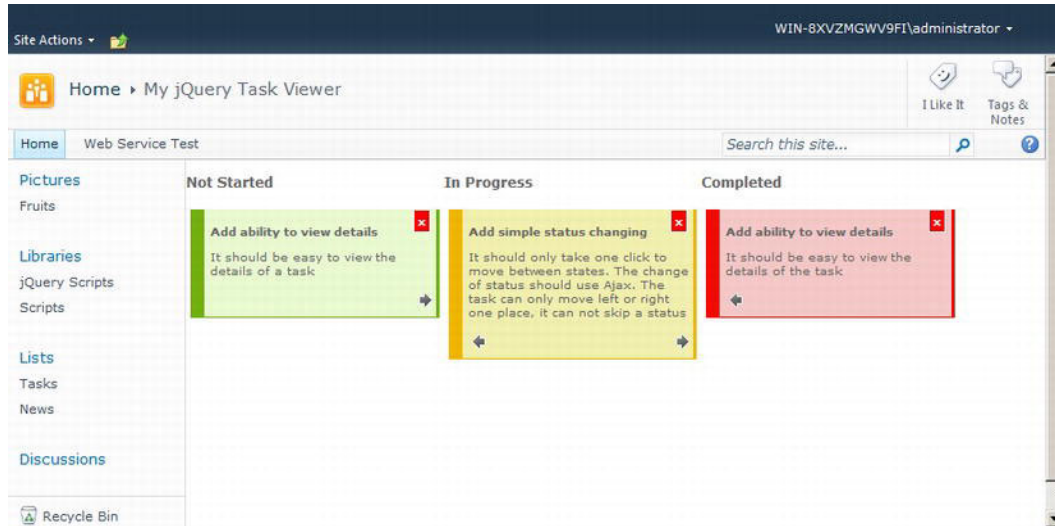 Site Actions
WIN-8XVZMGWV9FI\administrator
Home ▸ My jQuery Task Viewer
I Like It
Tags &
Notes
Home
Web Service Test
Search this site...
Pictures
Fruits
Libraries
jQuery Scripts
Scripts
Lists
Tasks
News
Discussions
Recycle Bin
Not Started
Add ability to view details
It should be easy to view the
details of a task
In Progress
Add simple status changing
It should only take one click to
move between states. The change
of status should use Ajax. The
task can only move left or right
one place, it can not skip a status
Completed
Add ability to view details
It should be easy to view the
details of the task